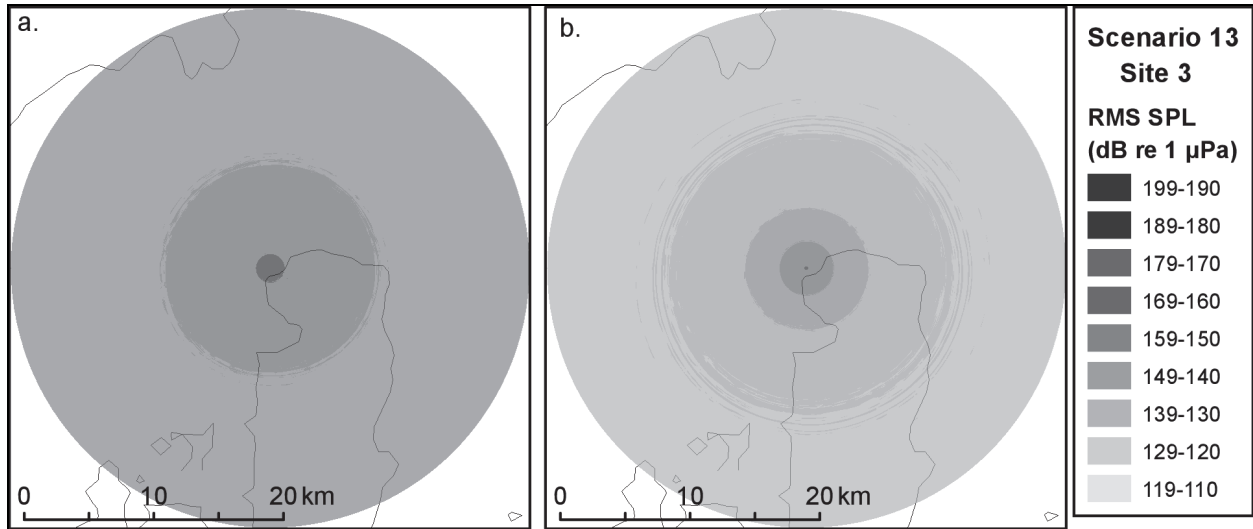 a.
0 10 20 km
b.
0 10 20 km
Scenario 13
Site 3
RMS SPL
(dB re 1 µPa)
199-190
189-180
179-170
169-160
159-150
149-140
139-130
129-120
119-110